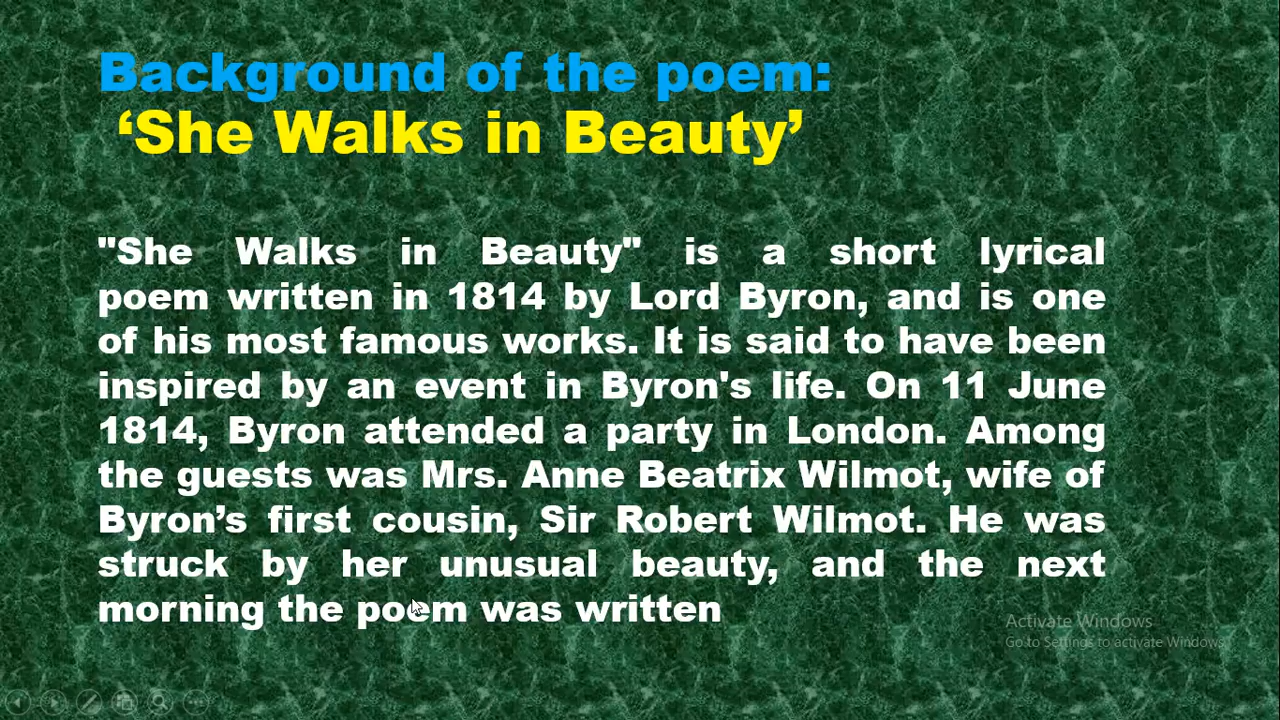 Background of the poem:
‘She Walks in Beauty’
"She Walks in Beauty" is a short lyrical
poem written in 1814 by Lord Byron, and is one
of his most famous works. It is said to have been
inspired by an event in Byron's life. On 11 June
1814, Byron attended a party in London. Among
the guests was Mrs. Anne Beatrix Wilmot, wife of
Byron’s first cousin, Sir Robert Wilmot. He was
struck by her unusual beauty, and the next
morning the poem was written
Activate Windows
Go to Settings to activate Windows.